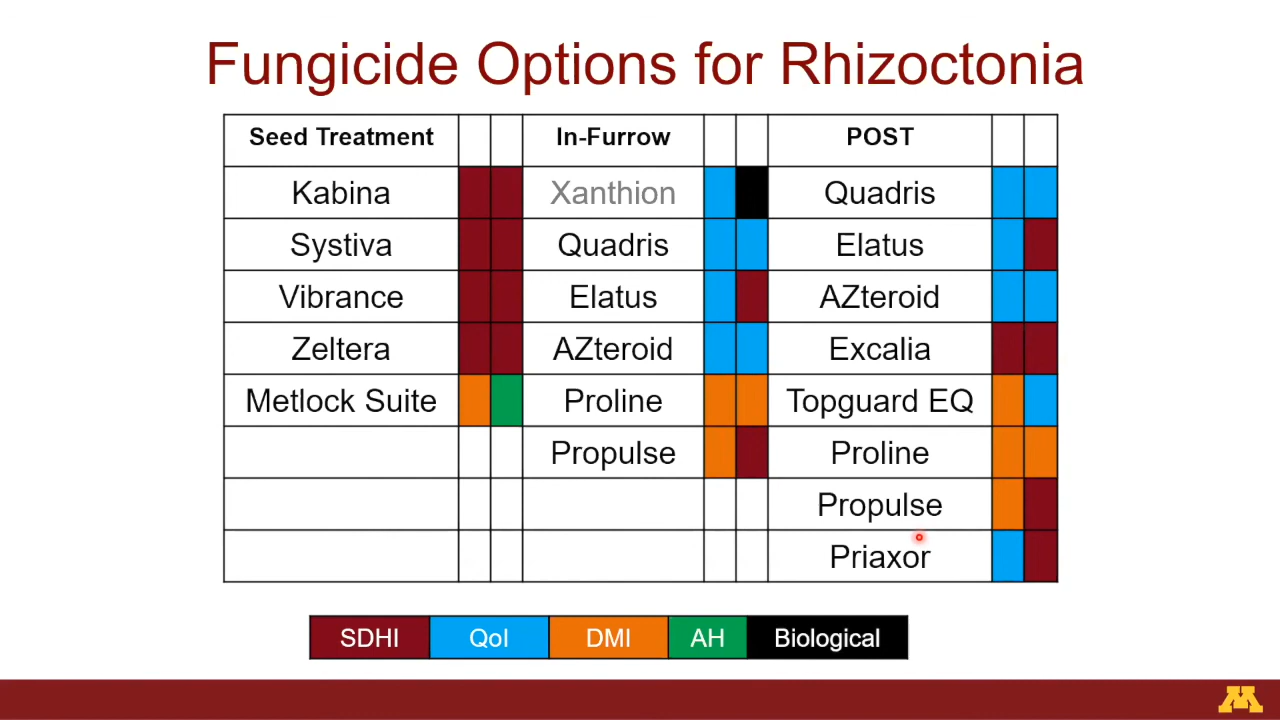 Fungicide Options for Rhizoctonia
Seed Treatment In-Furrow POST
Kabina Xanthion Quadris
Systiva Quadris Elatus
Vibrance Elatus AZteroid
Zeltera AZteroid Excalia
Metlock Suite Proline Topguard EQ
Propulse Proline
Propulse
Priaxor
SDHI QoI DMI AH Biological
M